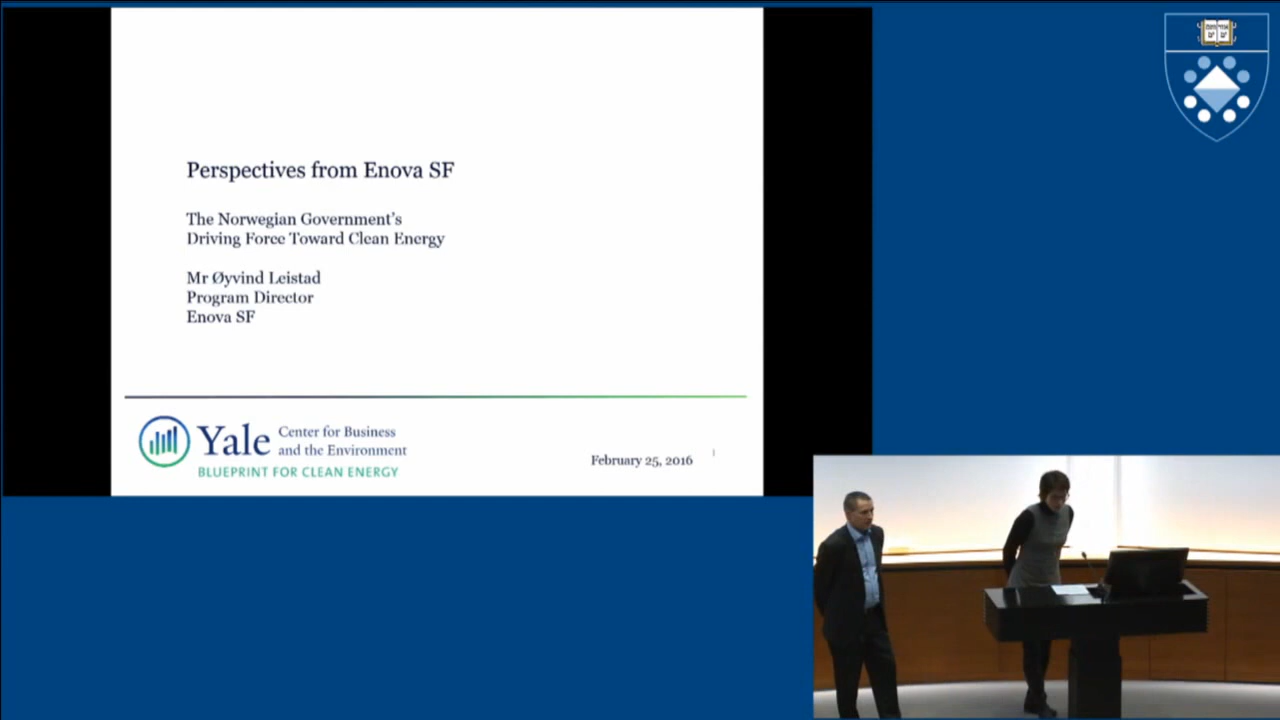 Perspectives from Enova SF
The Norwegian Government's
Driving Force Toward Clean Energy
Mr Øyvind Leistad
Program Director
Enova SF
Yale Center for Business
and the Environment
BLUEPRINT FOR CLEAN ENERGY
February 25, 2016